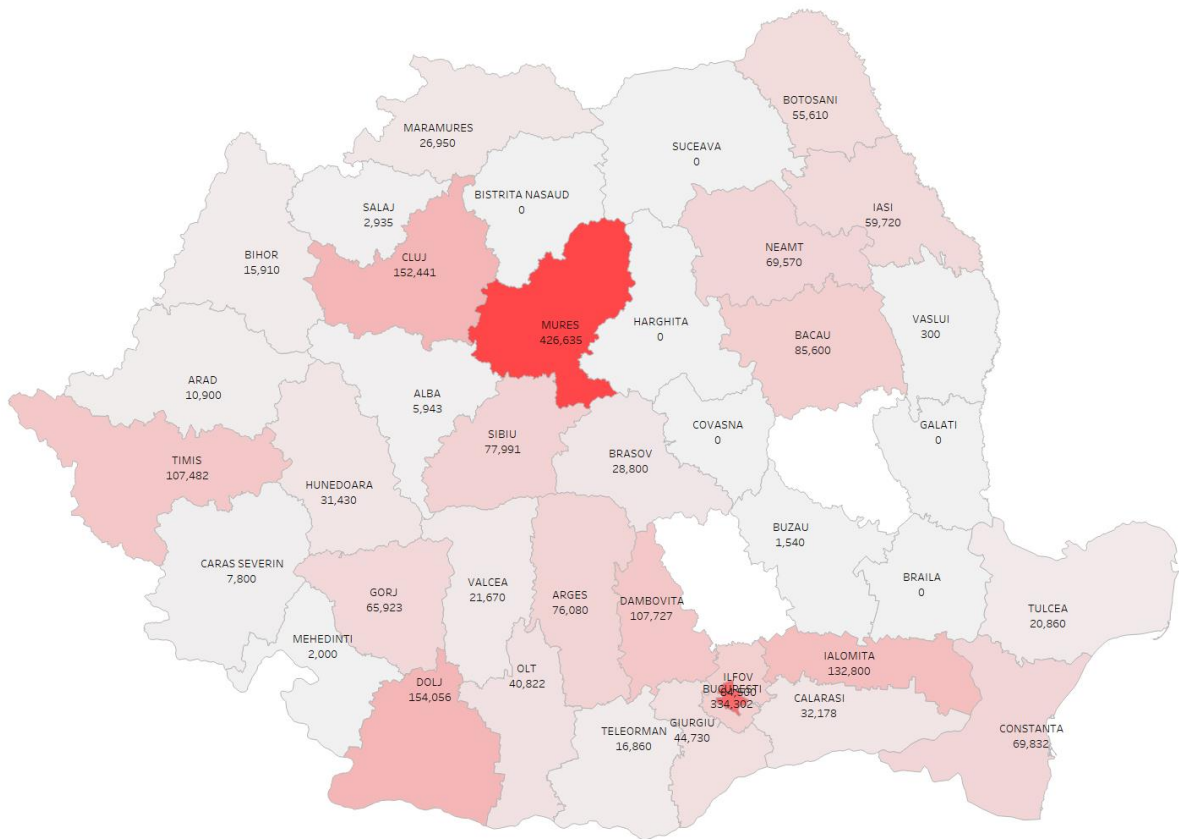 BOTOSANI
55,610
MARAMURES
26,950
SUCEAVA
0
BISTRITA NASAUD
0
SALAJ
2,935
IASI
59,720
NEAMT
69,570
CLUJ
152,441
BIHOR
15,910
MURES
426,635
HARGHITA
0
VASLUI
300
BACAU
85,600
ARAD
10,900
ALBA
5,943
COVASNA
0
GALATI
0
SIBIU
77,991
BRASOV
28,800
TIMIS
107,482
HUNEDOARA
31,430
BUZAU
1,540
CARAS SEVERIN
7,800
VALCEA
21,670
BRAILA
0
GORJ
65,923
ARGES
76,080
DAMBOVITA
107,727
TULCEA
20,860
MEHEDINTI
2,000
IALOMITA
132,800
OLT
40,822
ILFOV
BUCURESTI
334,302
DOLJ
154,056
CALARASI
32,178
GIURGIU
44,730
TELEORMAN
16,860
CONSTANTA
69,832